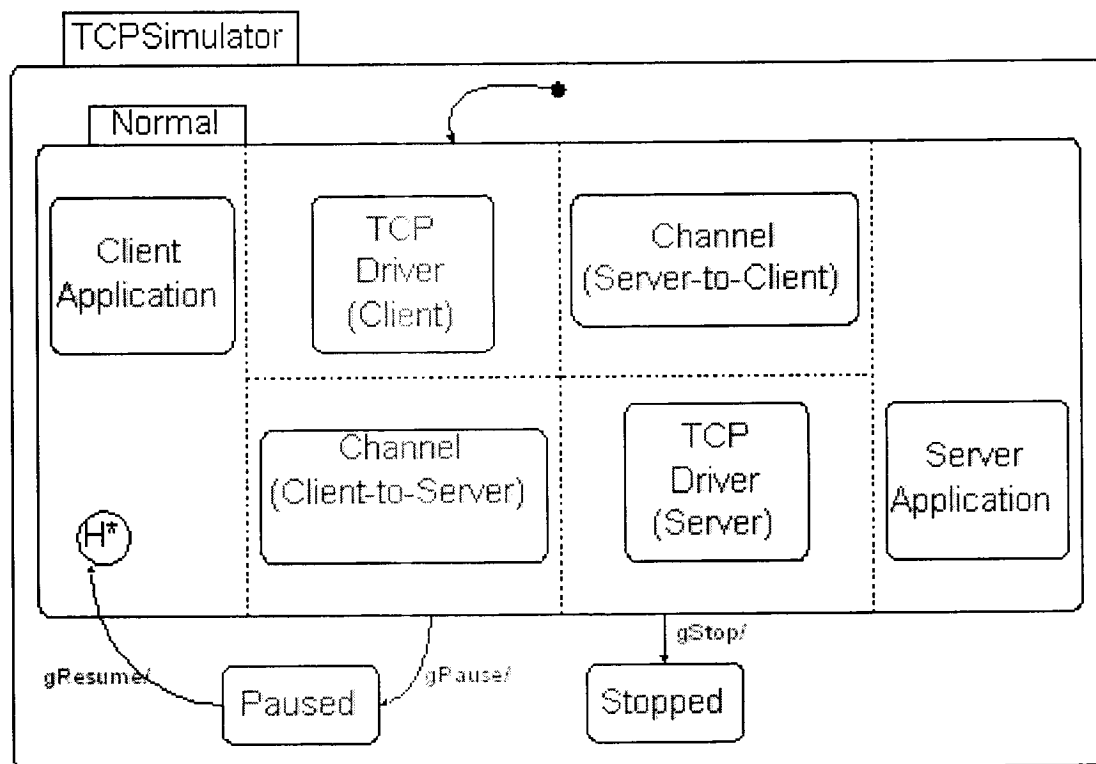 TCPSimulator
Normal
Client
Application
TCP
Driver
(Client)
Channel
(Server-to-Client)
Channel
(Client-to-Server)
TCP
Driver
(Server)
Server
Application
H*
gResume/
Paused
gPause/
gStop/
Stopped